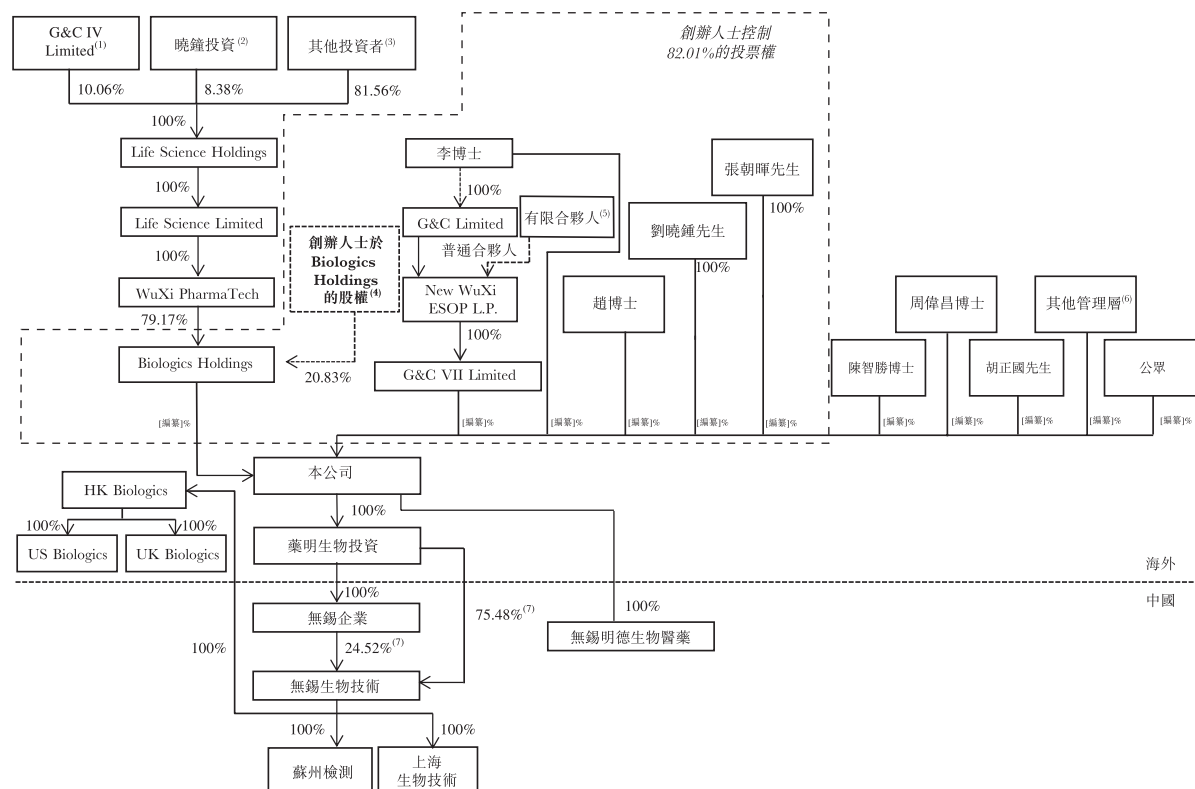 G&C IV
Limited(1)
曉鐘投資(2)
其他投資者(3)
創辦人士控制
82.01%的投票權
10.06%
8.38%
81.56%
100%
Life Science Holdings
李博士
張朝暉先生
100%
100%
100%
Life Science Limited
G&C Limited
有限合夥人(5)
劉曉鍾先生
普通合夥人
100%
100%
創辦人士於
Biologics
Holdings
的股權(4)
WuXi PharmaTech
New WuXi
ESOP L.P.
趙博士
周偉昌博士
其他管理層(6)
79.17%
100%
Biologics Holdings
20.83%
G&C VII Limited
陳智勝博士
胡正國先生
公眾
[編纂]%
[編纂]%
[編纂]%
[編纂]%
[編纂]%
[編纂]%
[編纂]%
[編纂]%
[編纂]%
[編纂]%
[編纂]%
本公司
HK Biologics
100%
100%
100%
US Biologics
UK Biologics
藥明生物投資
海外
中國
100%
75.48%(7)
100%
無錫企業
無錫明德生物醫藥
24.52%(7)
100%
無錫生物技術
100%
100%
蘇州檢測
上海
生物技術